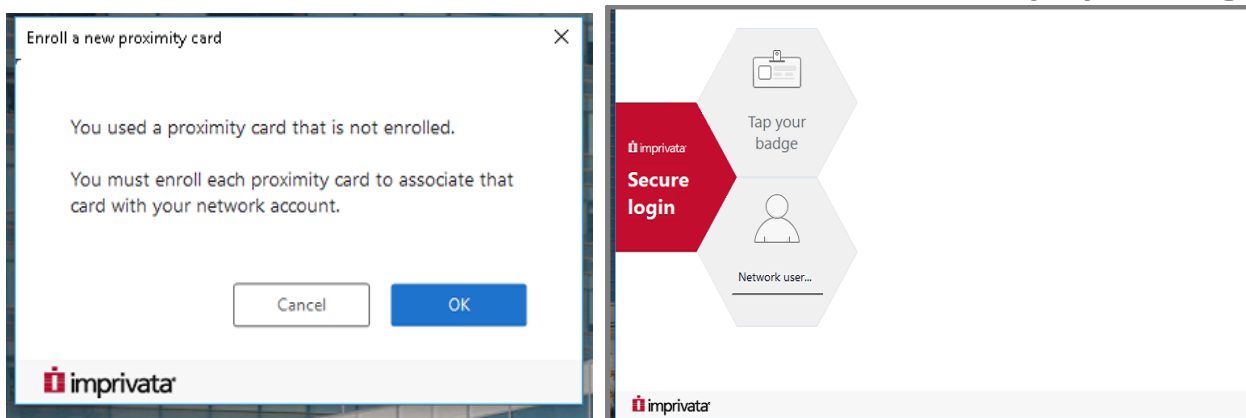 Enroll a new proximity card
You used a proximity card that is not enrolled.
You must enroll each proximity card to associate that
card with your network account.
Cancel
OK
imprivata
Tap your
badge
imprivata
Secure
login
Network user...
imprivata